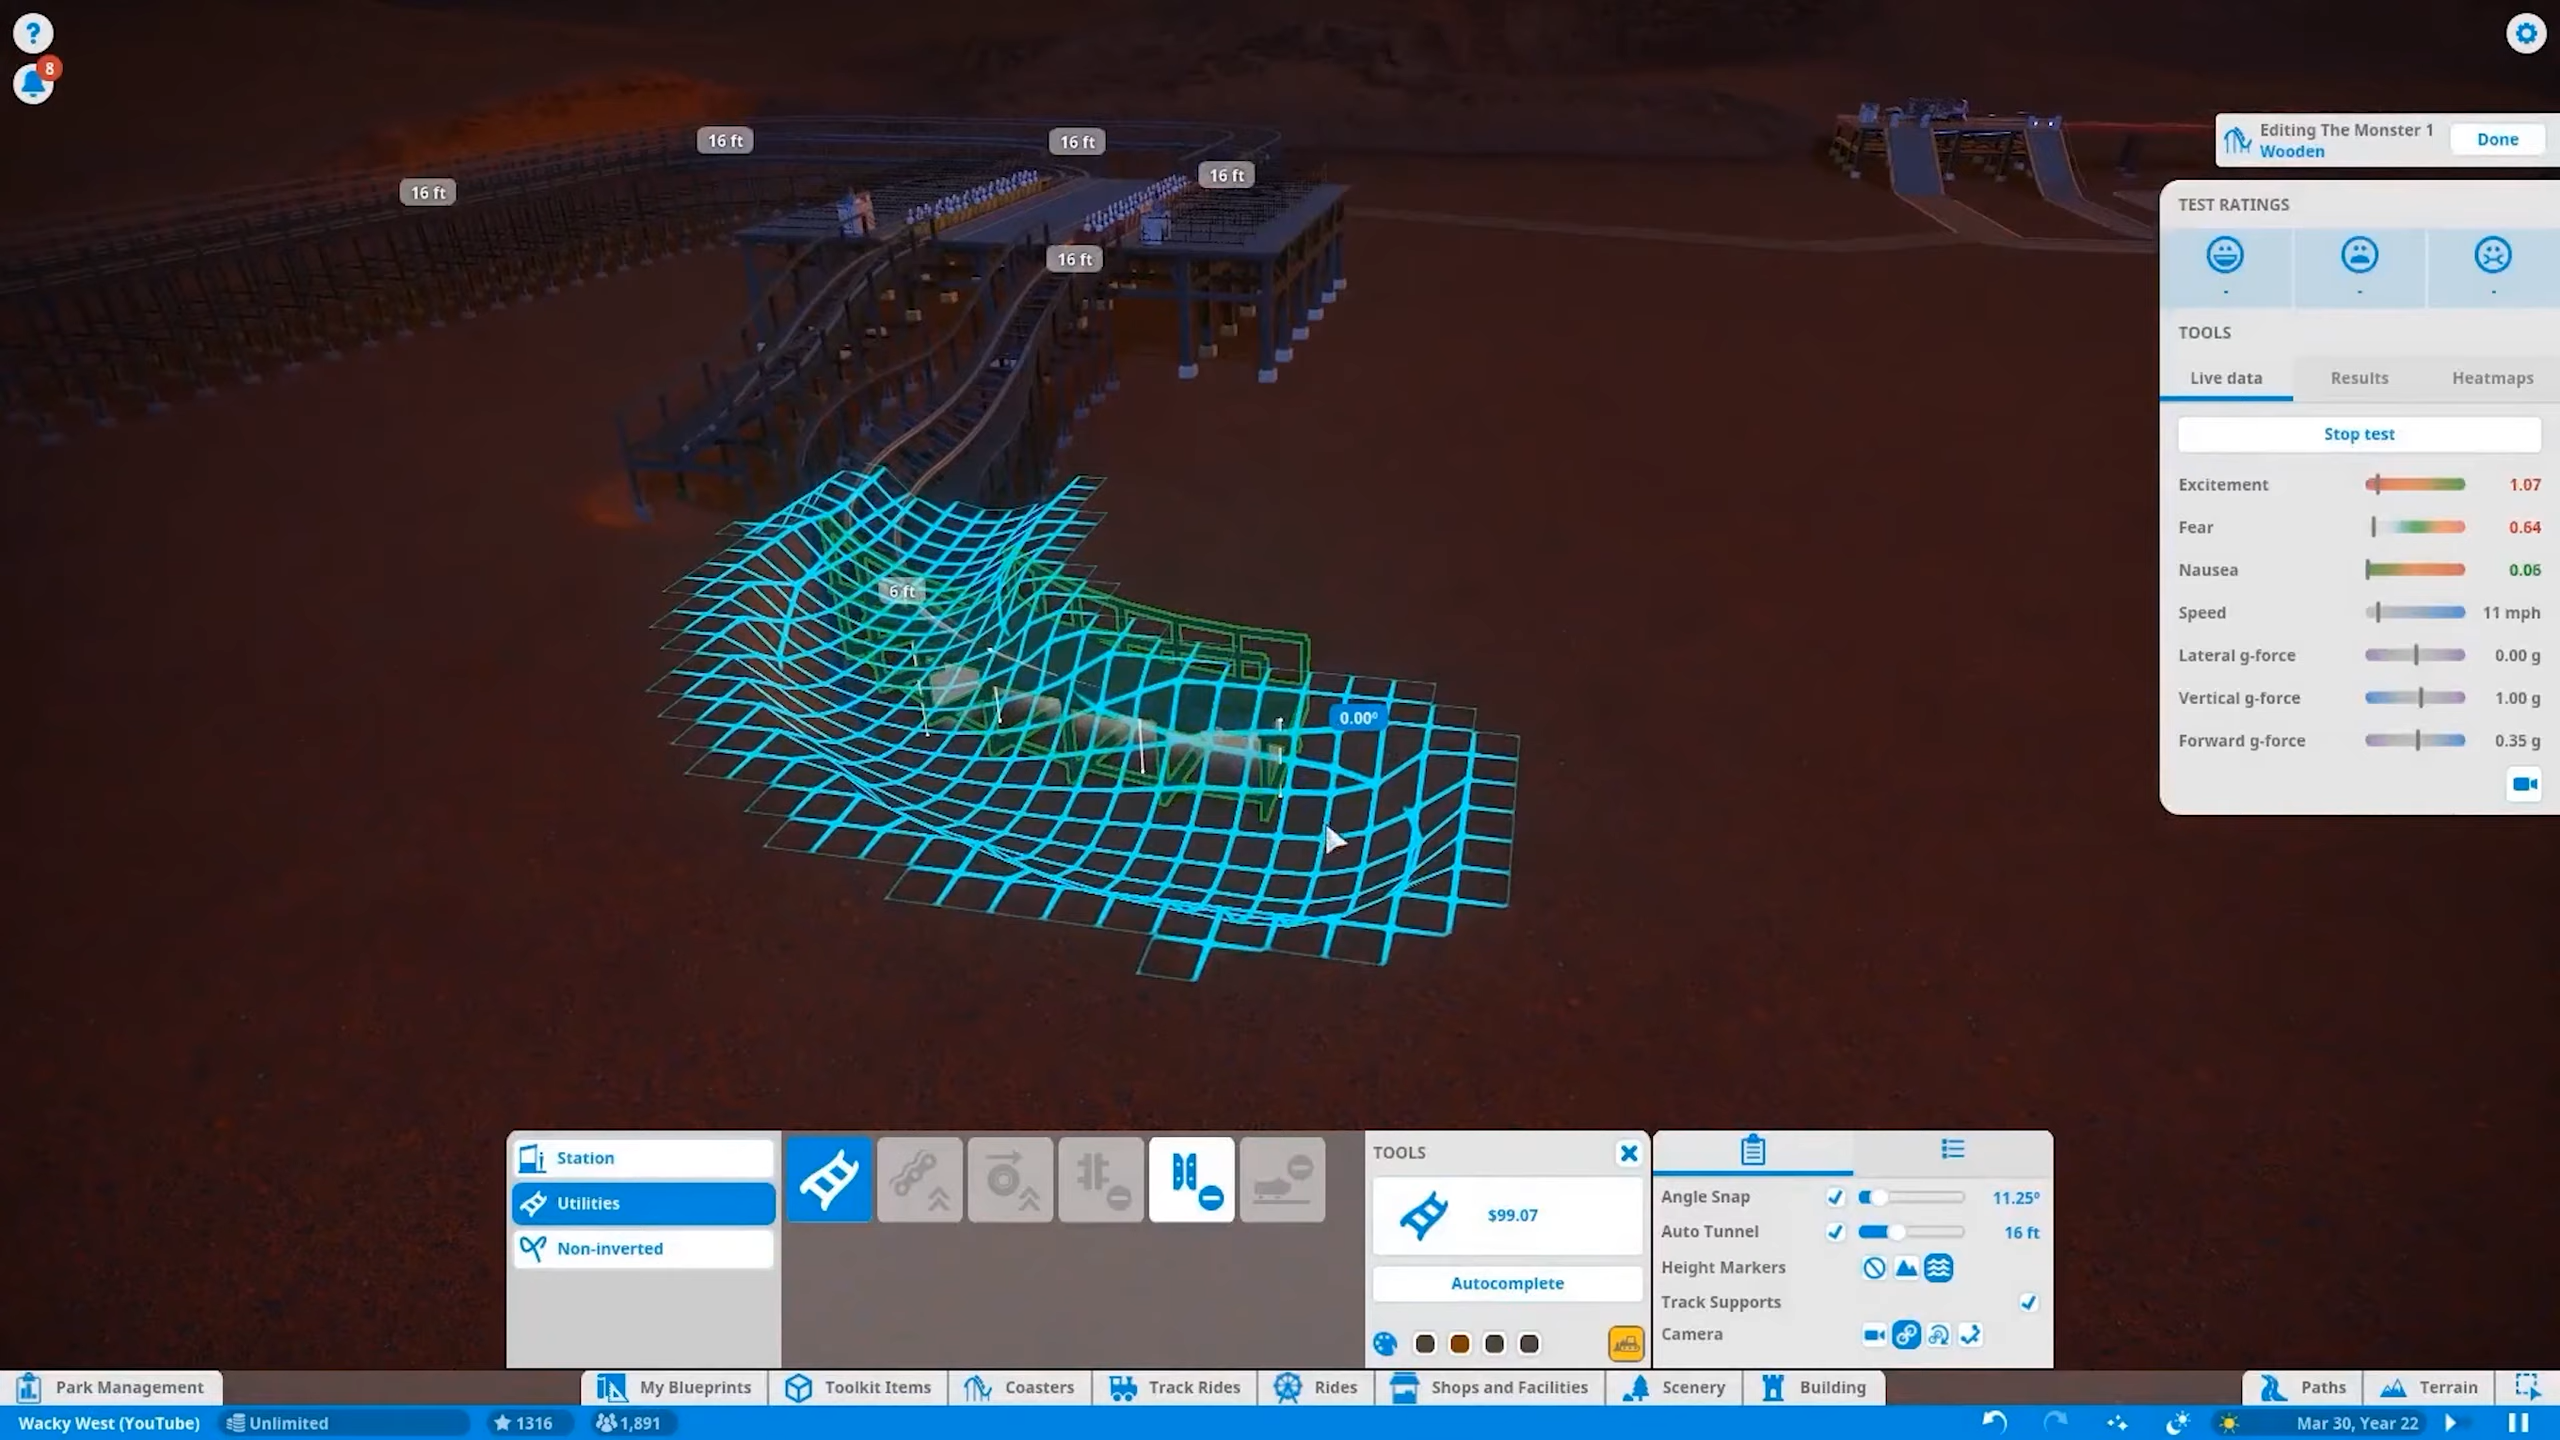 ?
8
16 ft
16 ft
16 ft
16 ft
16 ft
6 ft
0.00º
Editing The Monster 1
Wooden
Done
TEST RATINGS
- - -
TOOLS
Live data Results Heatmaps
Stop test
Excitement 1.07
Fear 0.64
Nausea 0.06
Speed 11 mph
Lateral g-force 0.00 g
Vertical g-force 1.00 g
Forward g-force 0.35 g
Station
Utilities
Non-inverted
TOOLS
$99.07
Autocomplete
Angle Snap 11.25º
Auto Tunnel 16 ft
Height Markers
Track Supports
Camera
Park Management My Blueprints Toolkit Items Coasters Track Rides Rides Shops and Facilities Scenery Building Paths Terrain
Wacky West (YouTube) Unlimited 1316 1,891 Mar 30, Year 22